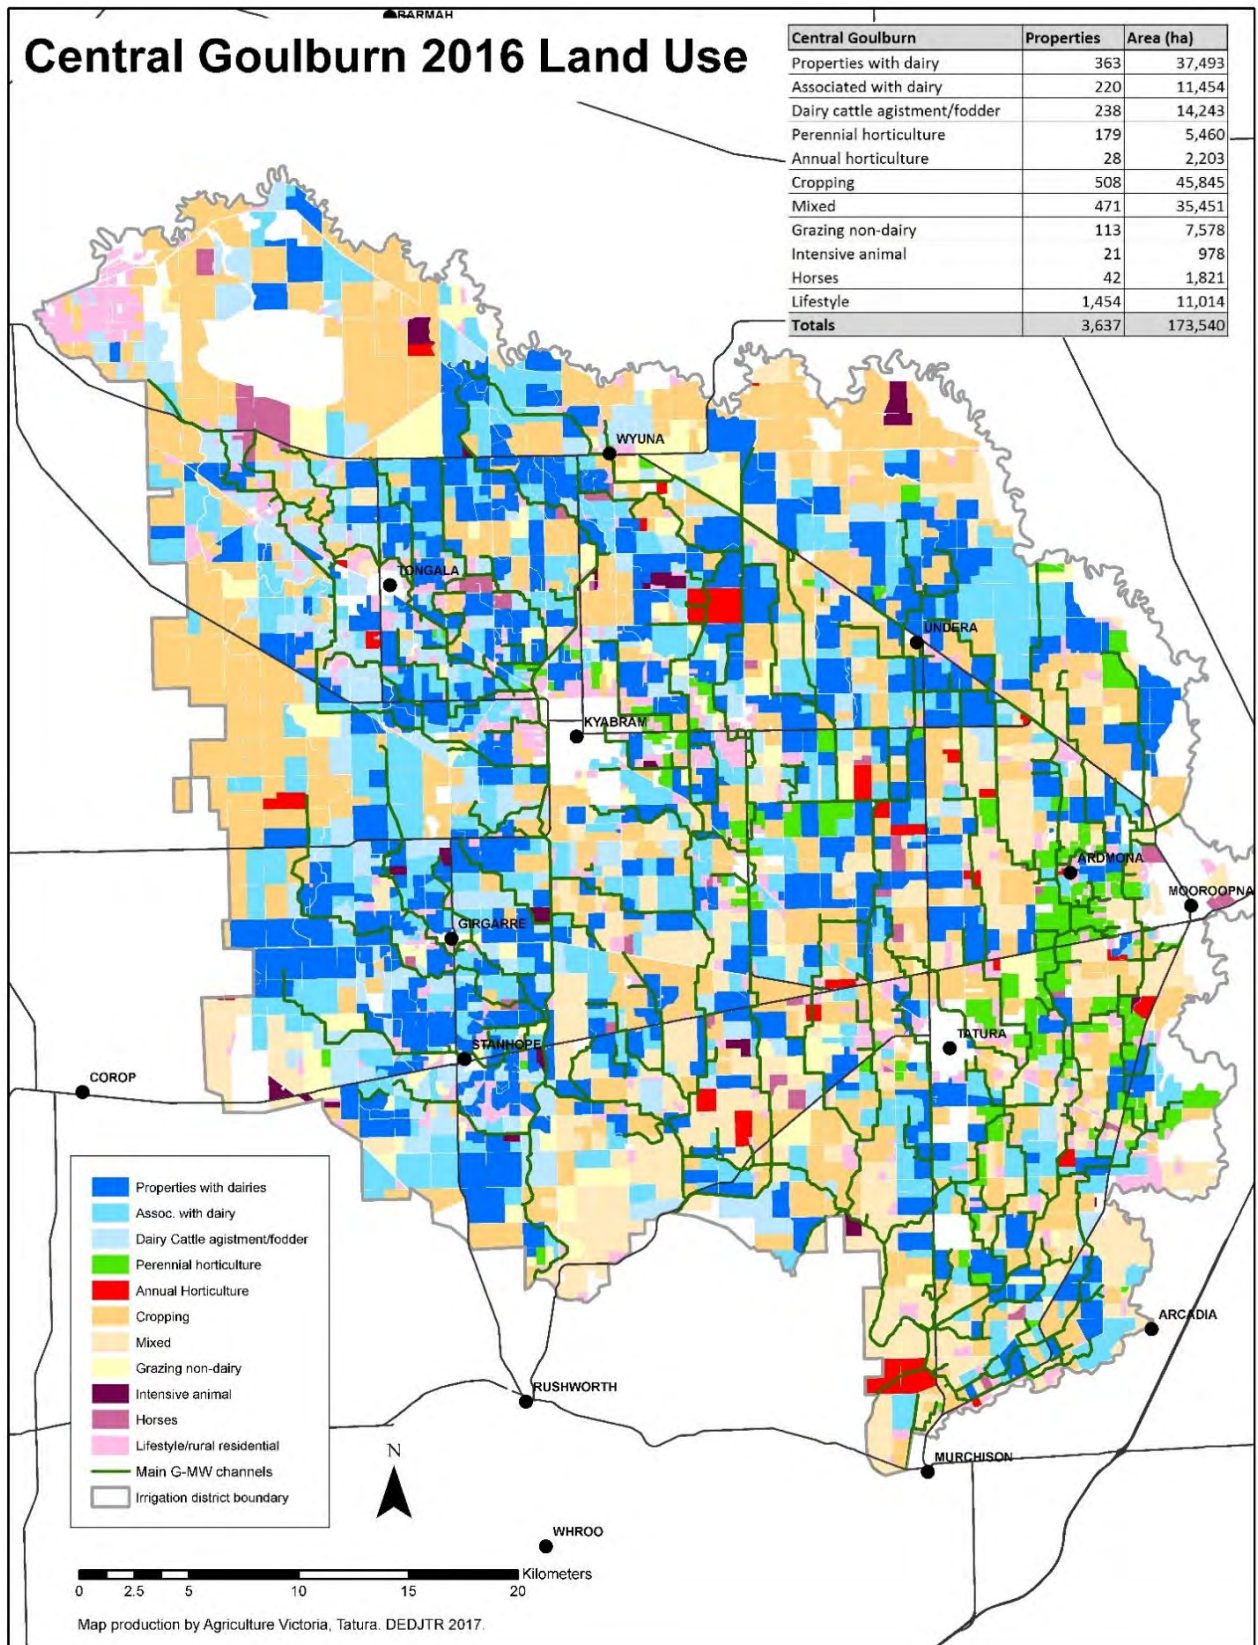 BARMAH
Central Goulburn 2016 Land Use
Central Goulburn Properties Area (ha)
Properties with dairy 363 37,493
Associated with dairy 220 11,454
Dairy cattle agistment/fodder 238 14,243
Perennial horticulture 179 5,460
Annual horticulture 28 2,203
Cropping 508 45,845
Mixed 471 35,451
Grazing non-dairy 113 7,578
Intensive animal 21 978
Horses 42 1,821
Lifestyle 1,454 11,014
Totals 3,637 173,540
WYUNA
TONGALA
UNDERA
KYABRAM
ARDMONA
MOOROOPNA
GIRGARRE
STANHOPE
TATURA
COROP
ARCADIA
RUSHWORTH
MURCHISON
WHROO
Properties with dairies
Assoc. with dairy
Dairy Cattle agistment/fodder
Perennial horticulture
Annual Horticulture
Cropping
Mixed
Grazing non-dairy
Intensive animal
Horses
Lifestyle/rural residential
Main G-MW channels
Irrigation district boundary
N
Kilometers
0 2.5 5 10 15 20
Map production by Agriculture Victoria, Tatura. DEDJTR 2017.